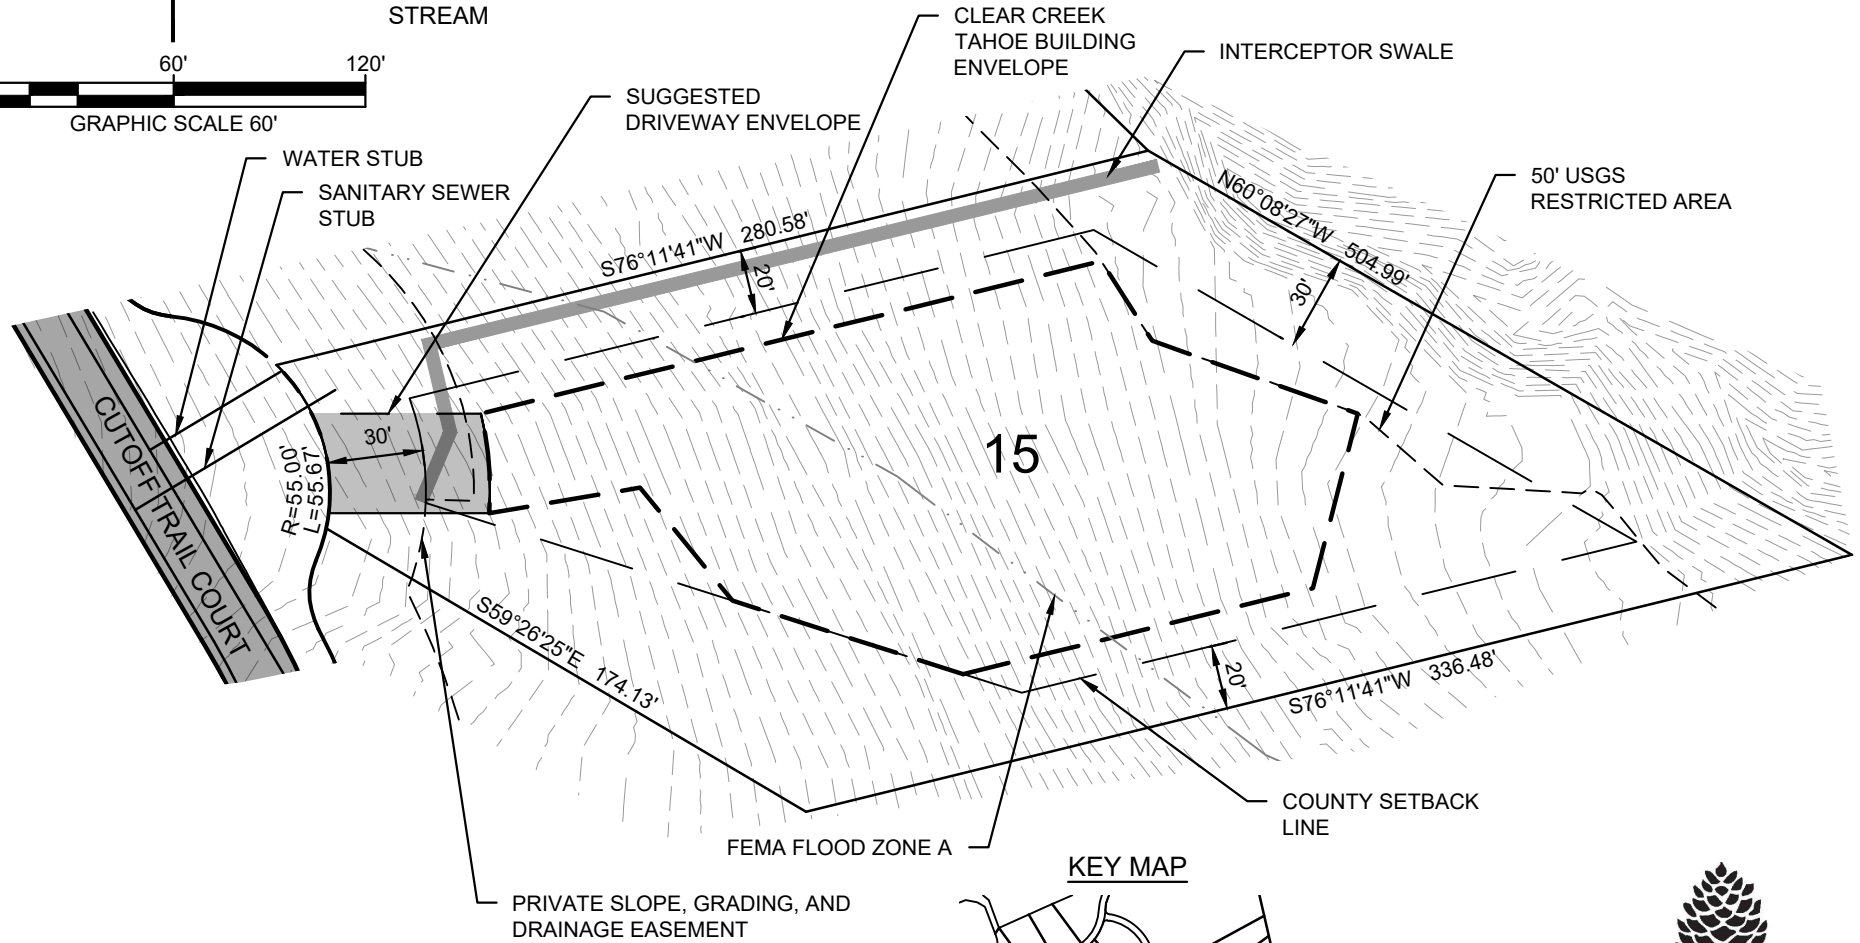 STREAM
60'
120'
GRAPHIC SCALE 60'
CLEAR CREEK
TAHOE BUILDING
ENVELOPE
INTERCEPTOR SWALE
SUGGESTED
DRIVEWAY ENVELOPE
WATER STUB
SANITARY SEWER
STUB
50' USGS
RESTRICTED AREA
N60°08'27"W 504.99'
S76°11'41"W 280.58'
20'
30'
CUTOFF TRAIL COURT
30'
R=55.00'
L=55.67'
15
S59°26'25"E 174.13'
20'
S76°11'41"W 336.48'
COUNTY SETBACK
LINE
FEMA FLOOD ZONE A
KEY MAP
PRIVATE SLOPE, GRADING, AND
DRAINAGE EASEMENT